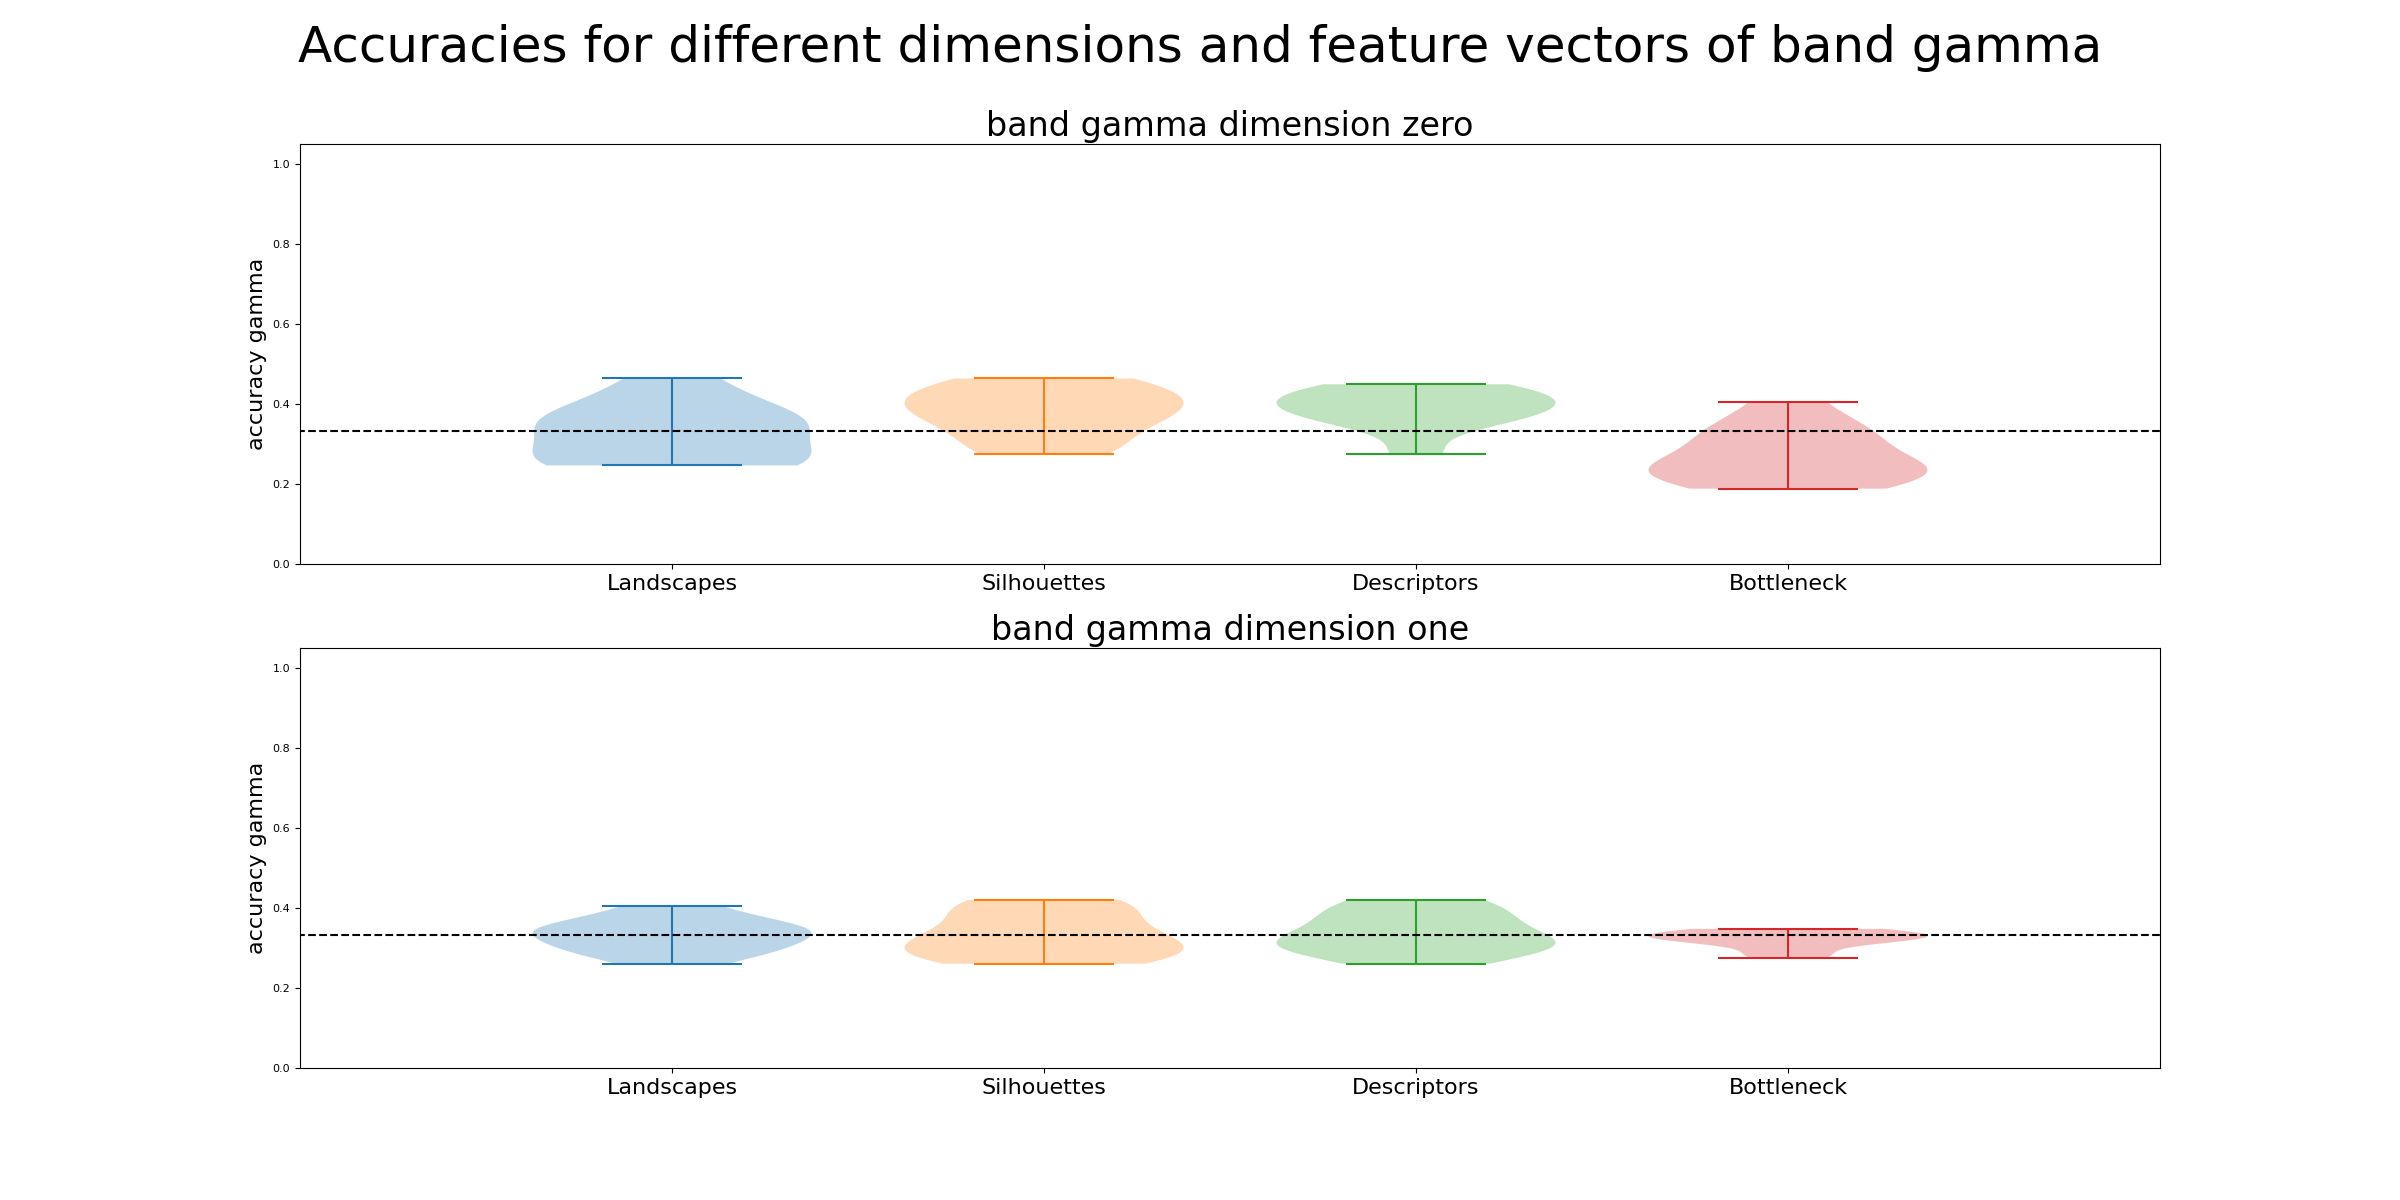 Accuracies for different dimensions and feature vectors of band gamma
band gamma dimension zero
1.0
0.8
0.6
0.4
0.2
0.0
accuracy gamma
Landscapes Silhouettes Descriptors Bottleneck
band gamma dimension one
1.0
0.8
0.6
0.4
0.2
0.0
accuracy gamma
Landscapes Silhouettes Descriptors Bottleneck